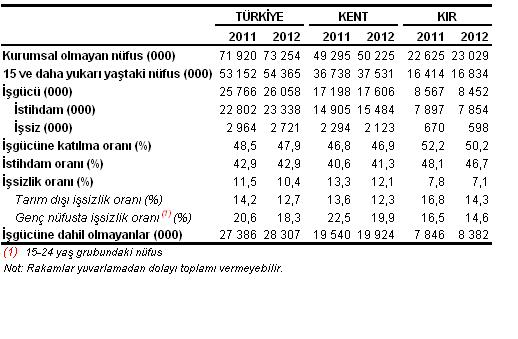 TÜRKİYE KENT KIR
2011 2012 2011 2012 2011 2012
Kurumsal olmayan nüfus (000) 71 920 73 254 49 295 50 225 22 625 23 029
15 ve daha yukarı yaştaki nüfus (000) 53 152 54 365 36 738 37 531 16 414 16 834
İşgücü (000) 25 766 26 058 17 198 17 606 8 567 8 452
İstihdam (000) 22 802 23 338 14 905 15 484 7 897 7 854
İşsiz (000) 2 964 2 721 2 294 2 123 670 598
İşgücüne katılma oranı (%) 48,5 47,9 46,8 46,9 52,2 50,2
İstihdam oranı (%) 42,9 42,9 40,6 41,3 48,1 46,7
İşsizlik oranı (%) 11,5 10,4 13,3 12,1 7,8 7,1
Tarım dışı işsizlik oranı (%) 14,2 12,7 13,6 12,3 16,8 14,3
Genç nüfusta işsizlik oranı (1) (%) 20,6 18,3 22,5 19,9 16,5 14,6
İşgücüne dahil olmayanlar (000) 27 386 28 307 19 540 19 924 7 846 8 382
(1) 15-24 yaş grubundaki nüfus
Not: Rakamlar yuvarlamadan dolayı toplamı vermeyebilir.